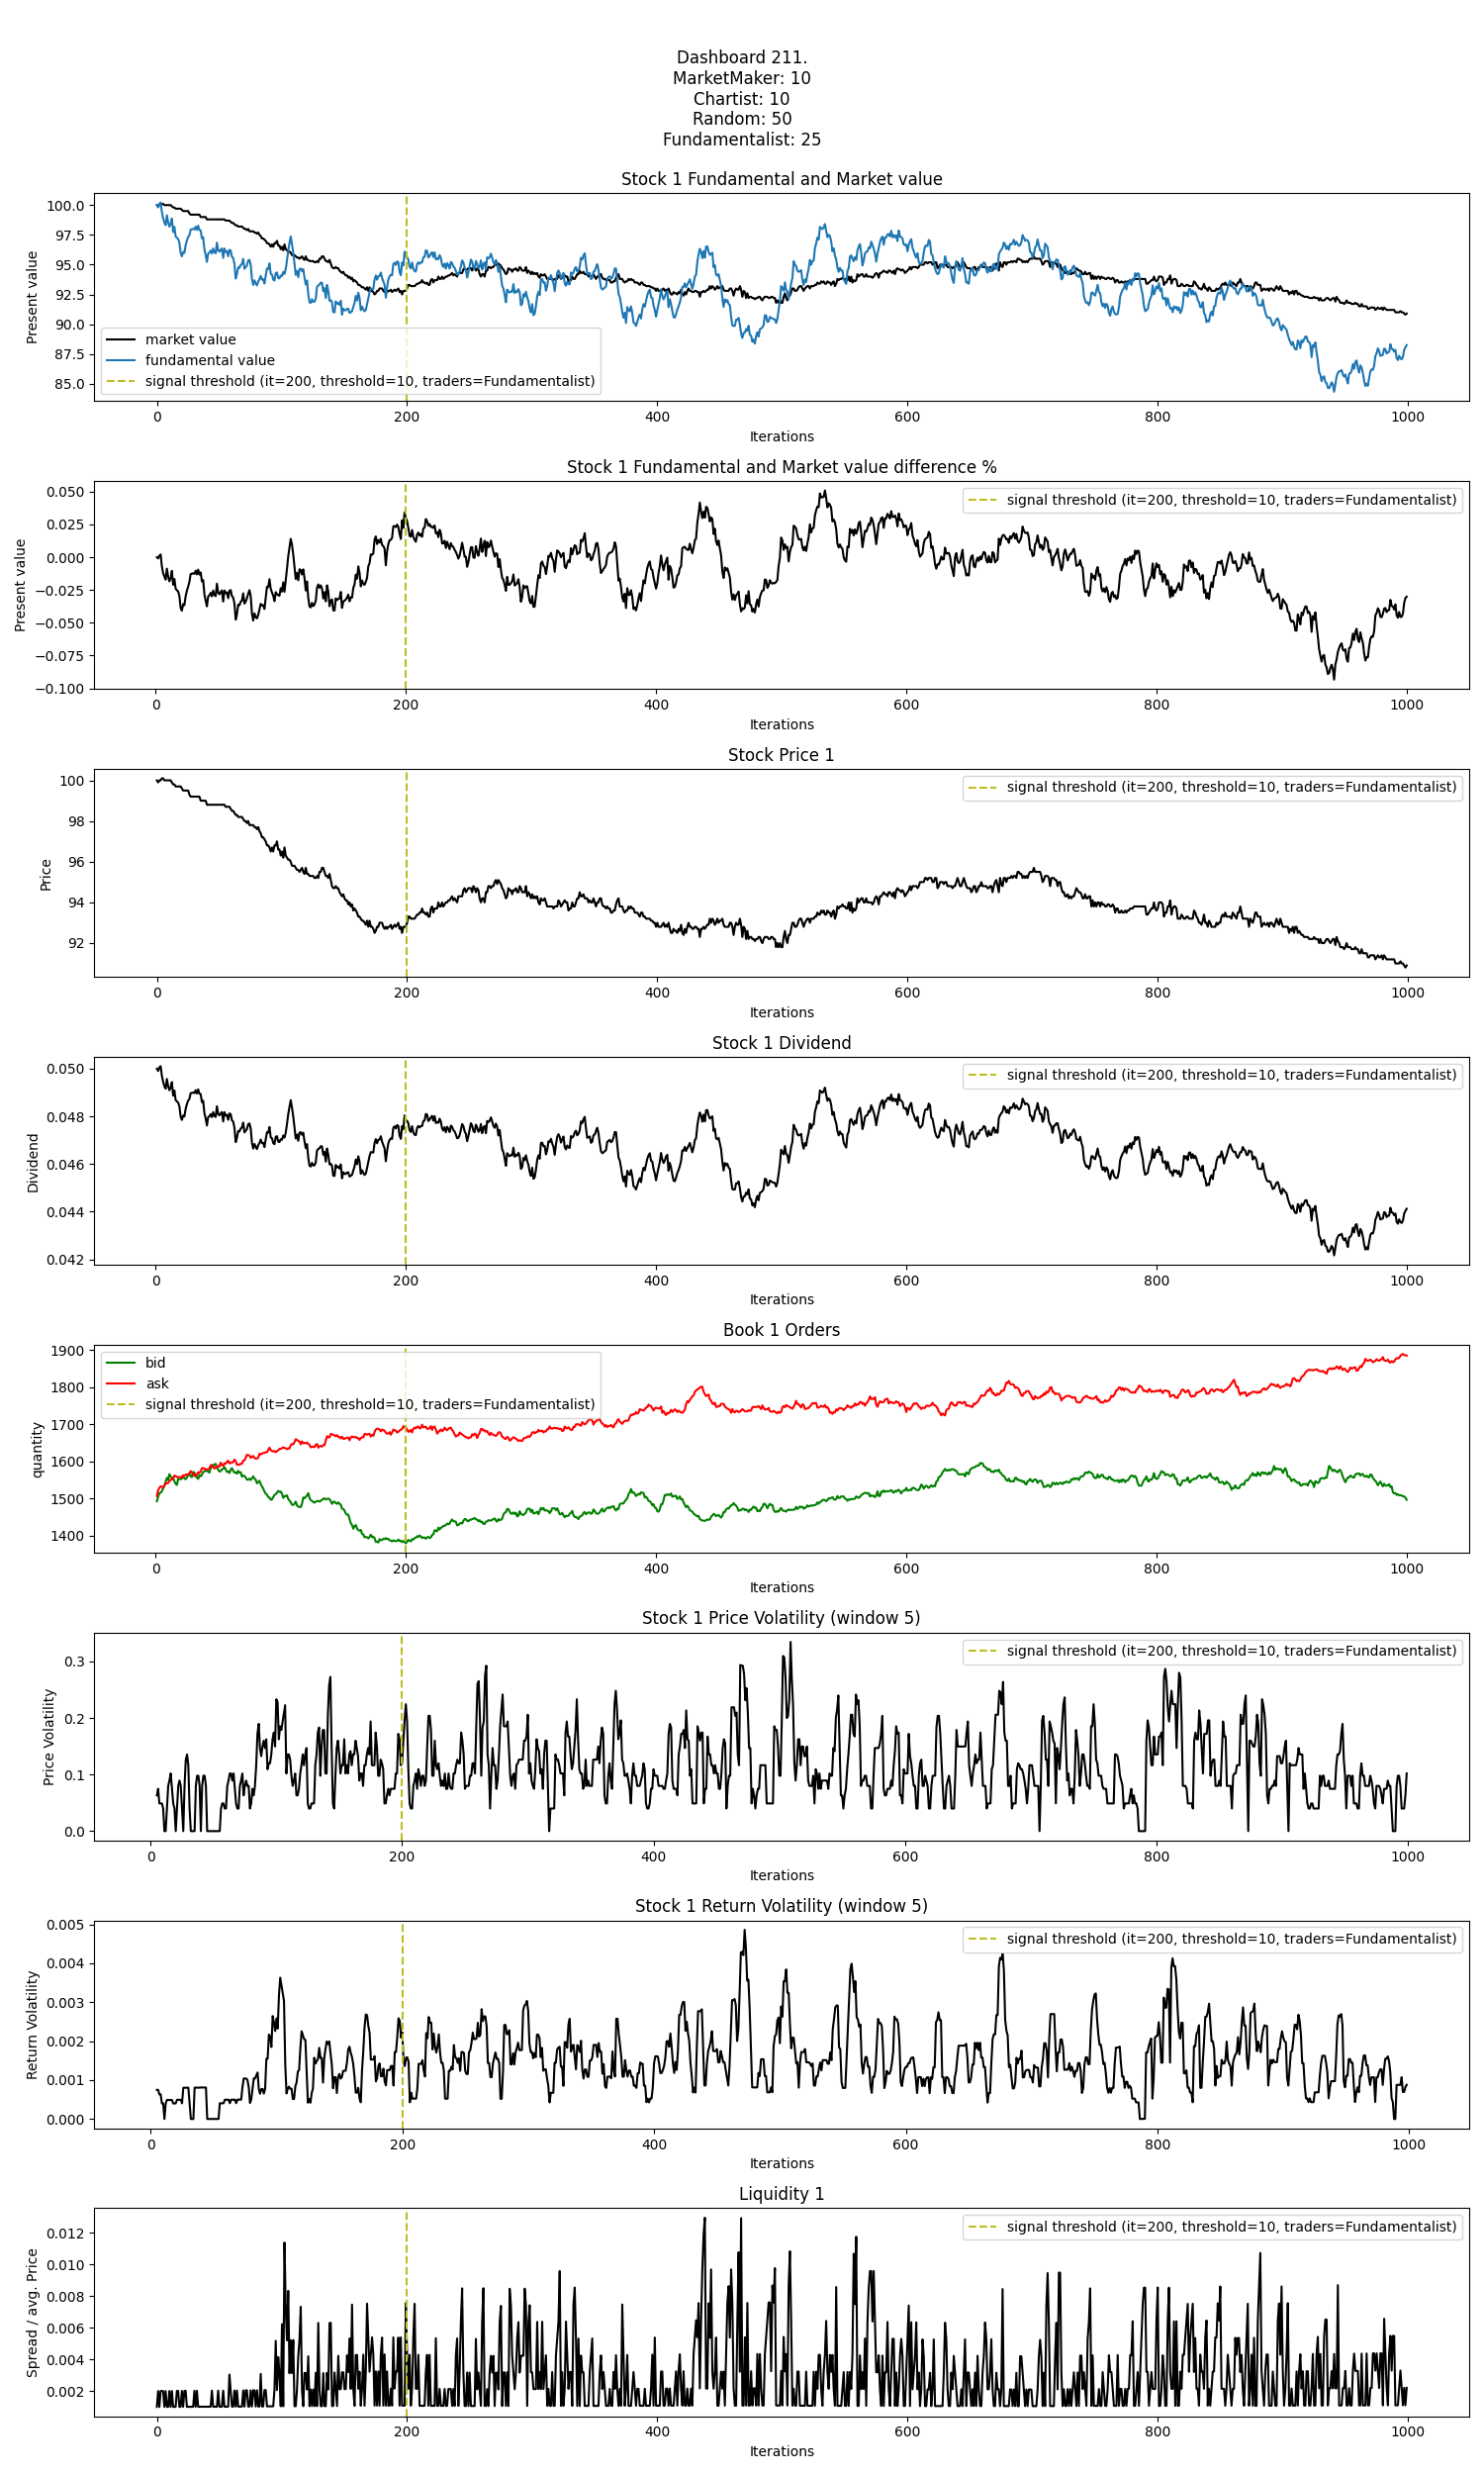 Dashboard 211.
MarketMaker: 10
Chartist: 10
Random: 50
Fundamentalist: 25
Stock 1 Fundamental and Market value
Present value
100.0
97.5
95.0
92.5
90.0
87.5
85.0
market value
fundamental value
signal threshold (it=200, threshold=10, traders=Fundamentalist)
0 200 400 600 800 1000
Iterations
Stock 1 Fundamental and Market value difference %
Present value
0.050
0.025
0.000
−0.025
−0.050
−0.075
−0.100
signal threshold (it=200, threshold=10, traders=Fundamentalist)
0 200 400 600 800 1000
Iterations
Stock Price 1
Price
100
98
96
94
92
signal threshold (it=200, threshold=10, traders=Fundamentalist)
0 200 400 600 800 1000
Iterations
Stock 1 Dividend
Dividend
0.050
0.048
0.046
0.044
0.042
signal threshold (it=200, threshold=10, traders=Fundamentalist)
0 200 400 600 800 1000
Iterations
Book 1 Orders
quantity
1900
1800
1700
1600
1500
1400
bid
ask
signal threshold (it=200, threshold=10, traders=Fundamentalist)
0 200 400 600 800 1000
Iterations
Stock 1 Price Volatility (window 5)
Price Volatility
0.3
0.2
0.1
0.0
signal threshold (it=200, threshold=10, traders=Fundamentalist)
0 200 400 600 800 1000
Iterations
Stock 1 Return Volatility (window 5)
Return Volatility
0.005
0.004
0.003
0.002
0.001
0.000
signal threshold (it=200, threshold=10, traders=Fundamentalist)
0 200 400 600 800 1000
Iterations
Liquidity 1
Spread / avg. Price
0.012
0.010
0.008
0.006
0.004
0.002
signal threshold (it=200, threshold=10, traders=Fundamentalist)
0 200 400 600 800 1000
Iterations